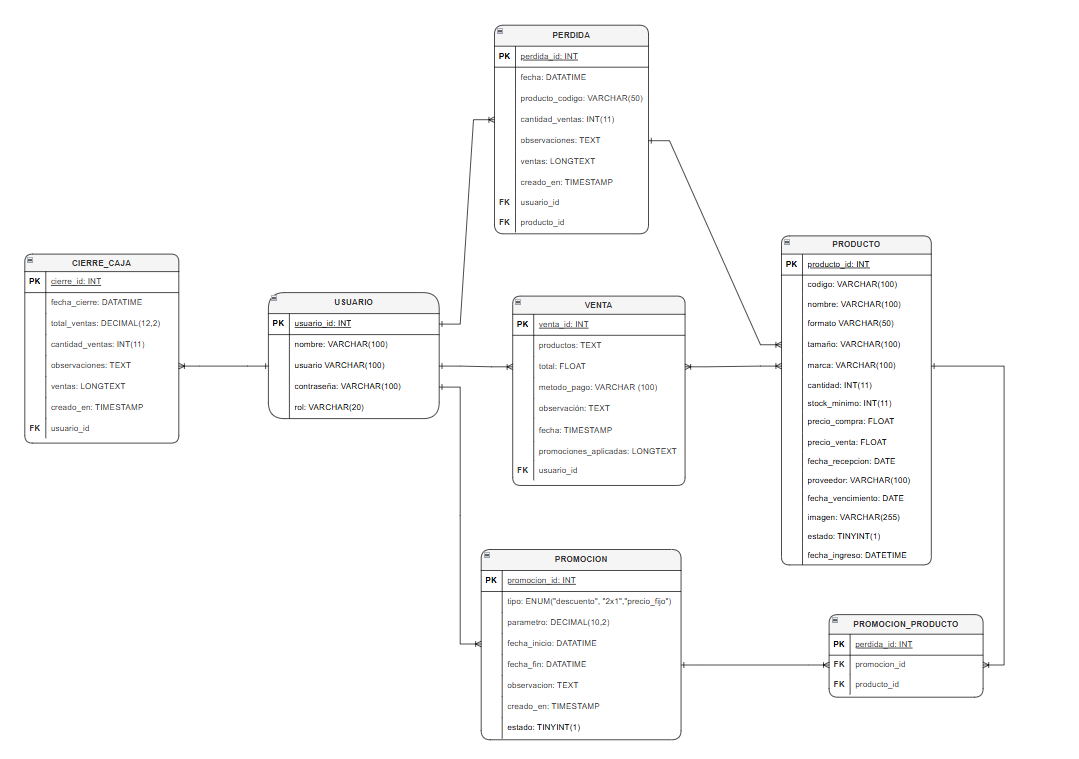 PERDIDA
PK perdida_id: INT
fecha: DATATIME
producto_codigo: VARCHAR(50)
cantidad_ventas: INT(11)
observaciones: TEXT
ventas: LONGTEXT
creado_en: TIMESTAMP
FK usuario_id
FK producto_id
CIERRE_CAJA
PK cierre_id: INT
fecha_cierre: DATATIME
total_ventas: DECIMAL(12,2)
cantidad_ventas: INT(11)
observaciones: TEXT
ventas: LONGTEXT
creado_en: TIMESTAMP
FK usuario_id
USUARIO
PK usuario_id: INT
nombre: VARCHAR(100)
usuario VARCHAR(100)
contraseña: VARCHAR(100)
rol: VARCHAR(20)
VENTA
PK venta_id: INT
productos: TEXT
total: FLOAT
metodo_pago: VARCHAR (100)
observación: TEXT
fecha: TIMESTAMP
promociones_aplicadas: LONGTEXT
FK usuario_id
PRODUCTO
PK producto_id: INT
codigo: VARCHAR(100)
nombre: VARCHAR(100)
formato VARCHAR(50)
tamaño: VARCHAR(100)
marca: VARCHAR(100)
cantidad: INT(11)
stock_minimo: INT(11)
precio_compra: FLOAT
precio_venta: FLOAT
fecha_recepcion: DATE
proveedor: VARCHAR(100)
fecha_vencimiento: DATE
imagen: VARCHAR(255)
estado: TINYINT(1)
fecha_ingreso: DATETIME
PROMOCION
PK promocion_id: INT
tipo: ENUM("descuento", "2x1","precio_fijo")
parametro: DECIMAL(10,2)
fecha_inicio: DATATIME
fecha_fin: DATATIME
observacion: TEXT
creado_en: TIMESTAMP
estado: TINYINT(1)
PROMOCION_PRODUCTO
PK perdida_id: INT
FK promocion_id
FK producto_id